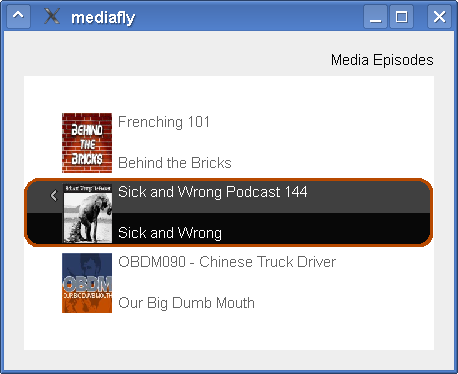 mediafly
Media Episodes
BEHIND
THE
BRICKS
Frenching 101
Behind the Bricks
Sick and Wrong Podcast 144
Sick and Wrong
OBDM
OUR BIG DUMB MOUTH
OBDM090 - Chinese Truck Driver
Our Big Dumb Mouth